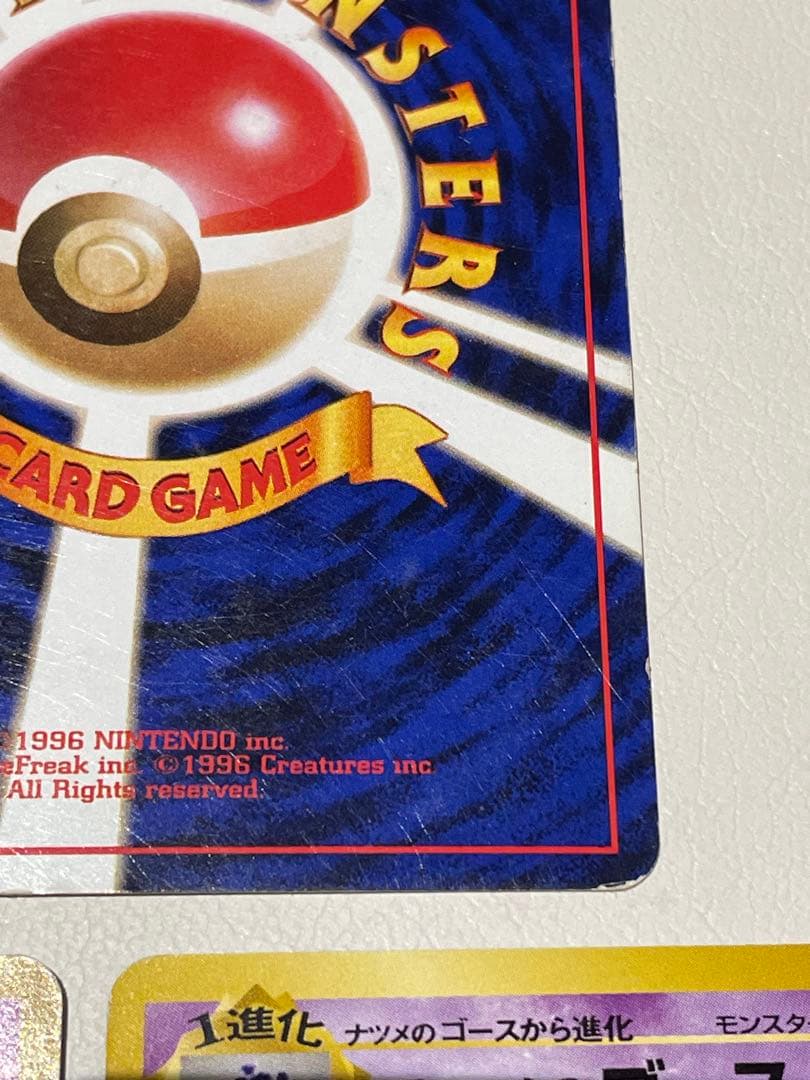 NSTERS
CARD GAME
©1996 NINTENDO inc.
eFreak inc. ©1996 Creatures inc.
All Rights reserved.
1進化 ナツメのゴースから進化 モンスタ